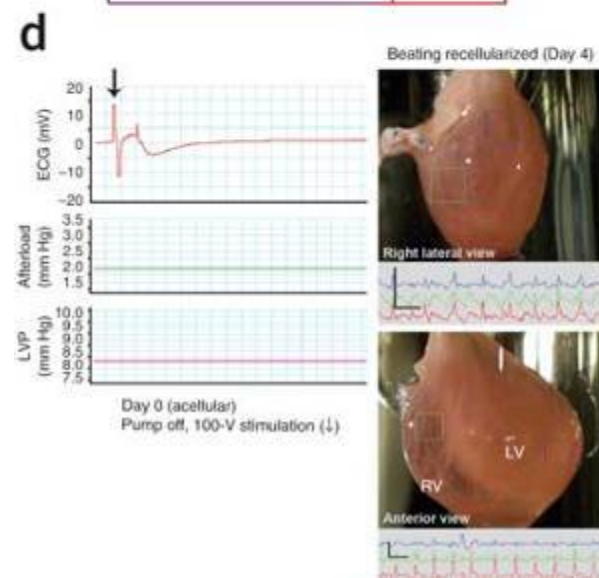 d
Beating recellularized (Day 4)
20
10
0
−10
−20
ECG (mV)
3.5
3.0
2.5
2.0
1.5
Afterload
(mm Hg)
10.0
9.5
9.0
8.5
8.0
7.5
LVP
(mm Hg)
Day 0 (acellular)
Pump off, 100-V stimulation (↓)
Right lateral view
LV
RV
Anterior view